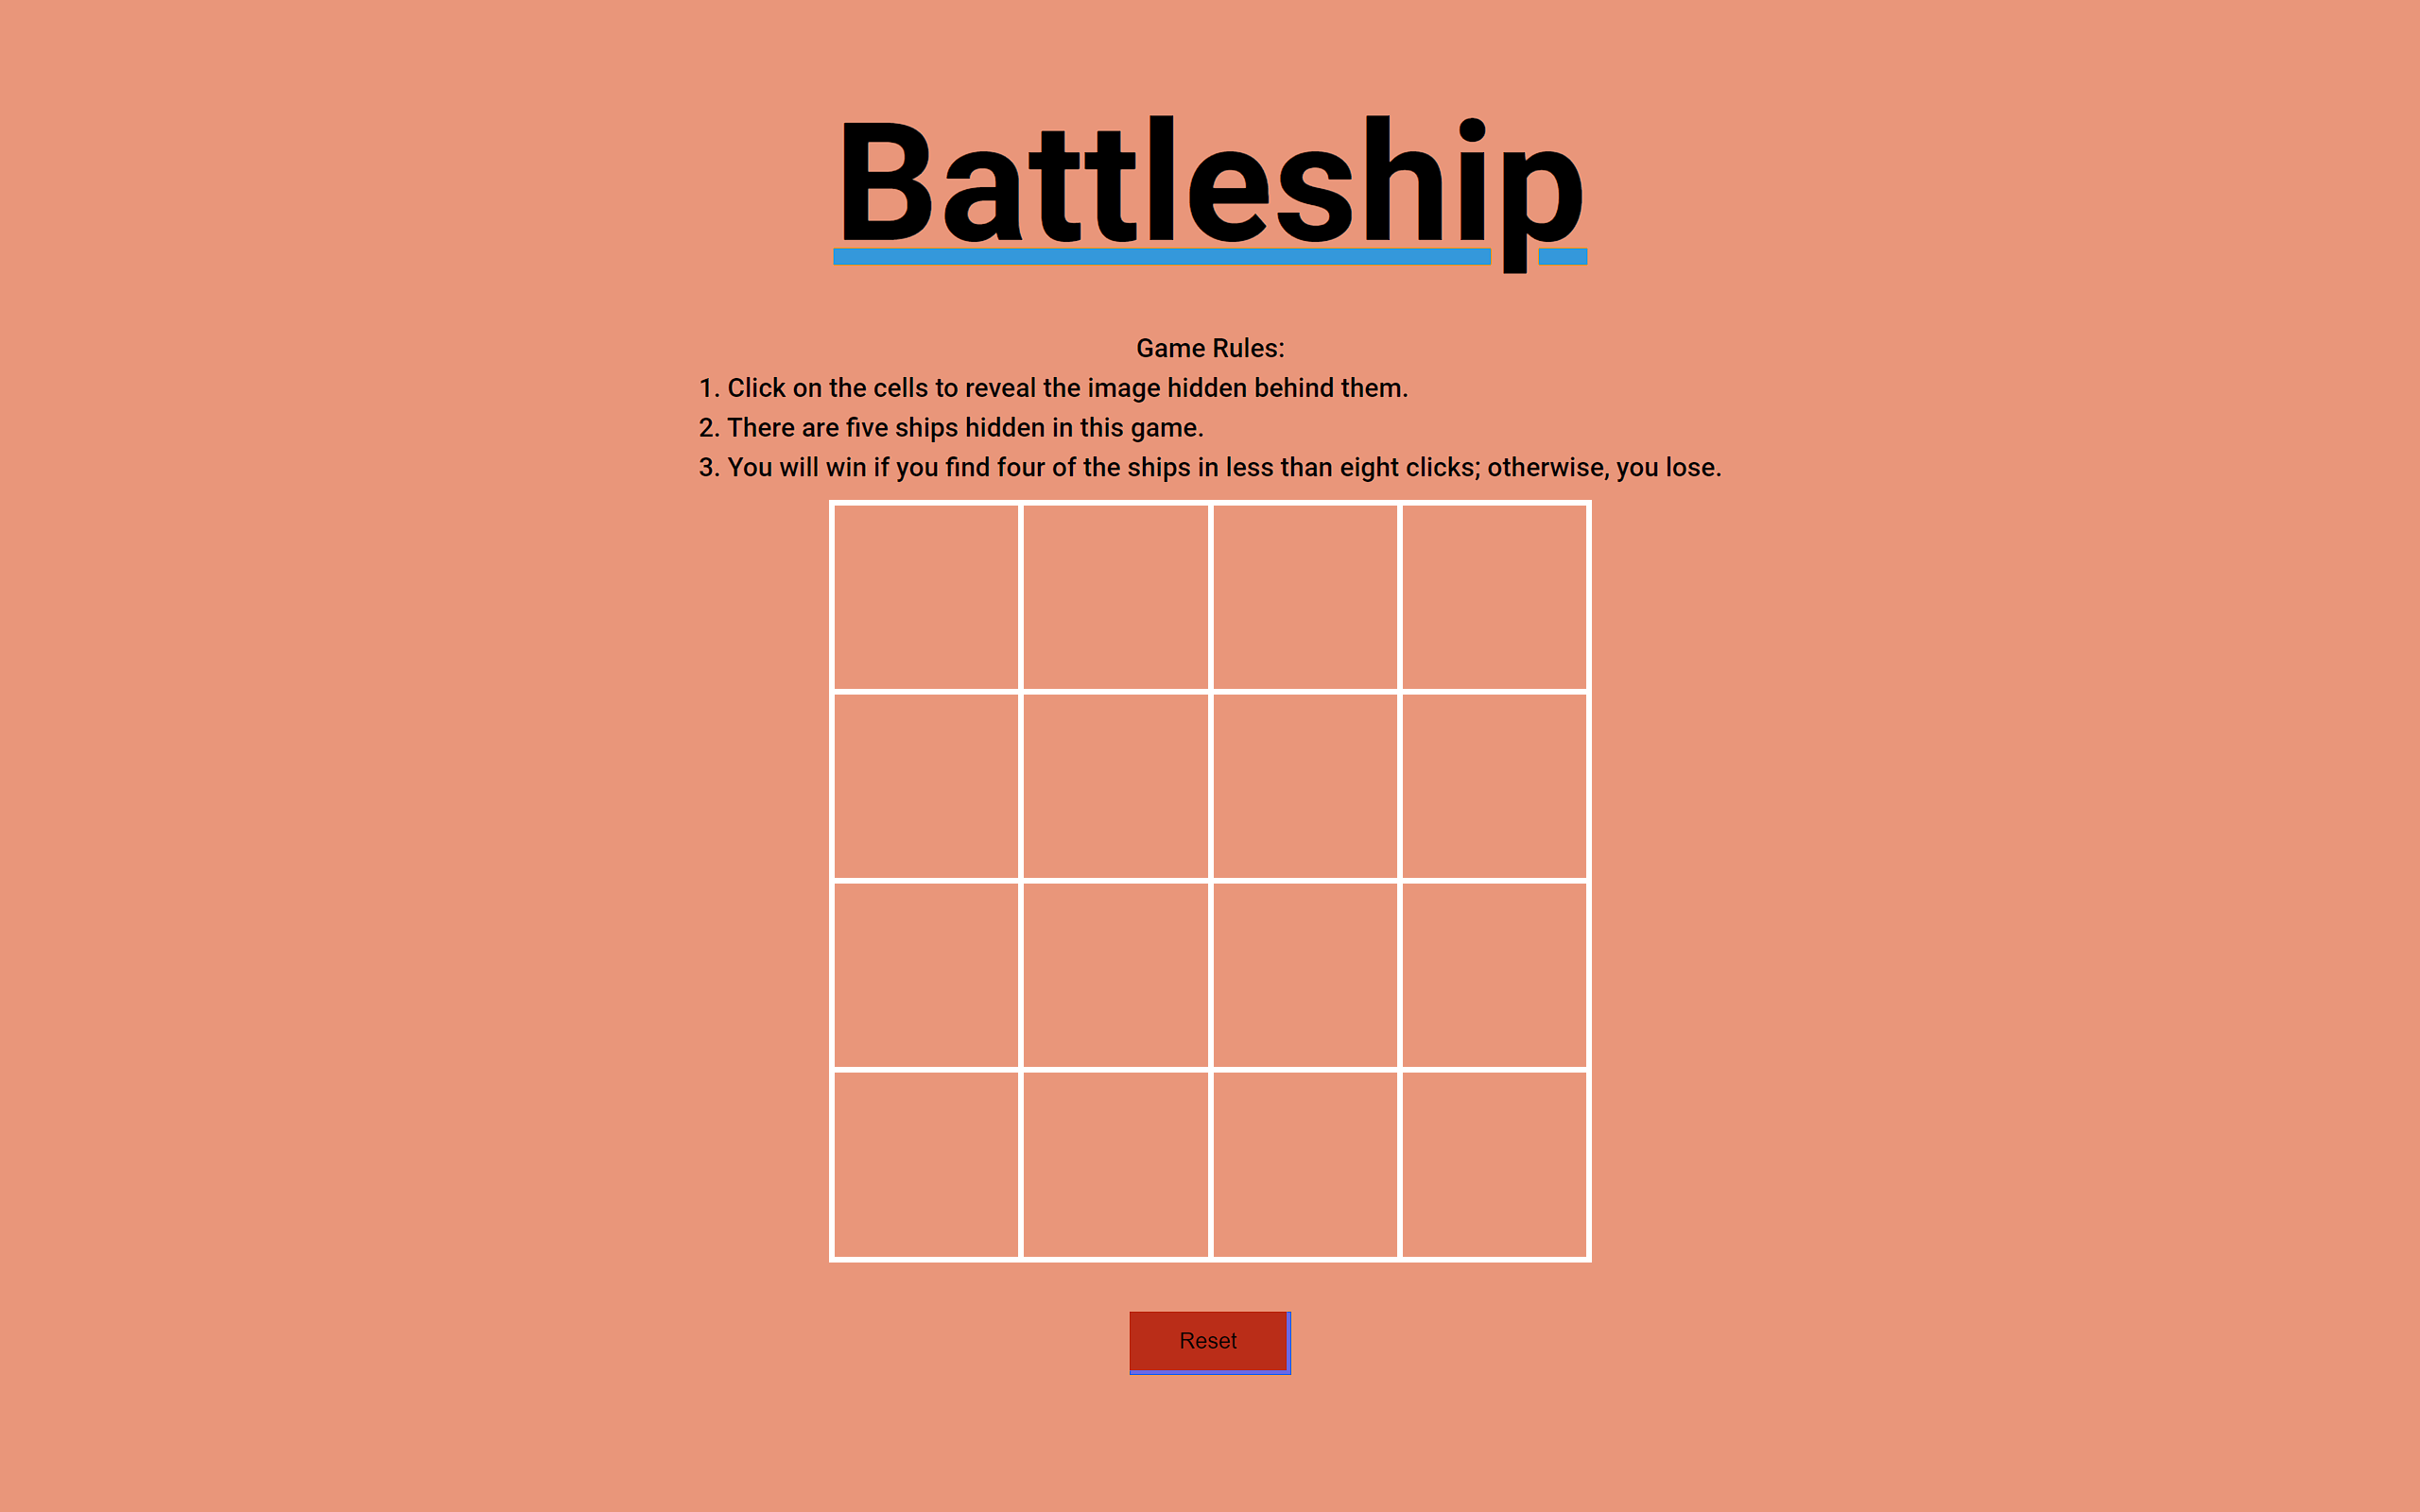 Battleship
Game Rules:
1. Click on the cells to reveal the image hidden behind them.
2. There are five ships hidden in this game.
3. You will win if you find four of the ships in less than eight clicks; otherwise, you lose.
Reset